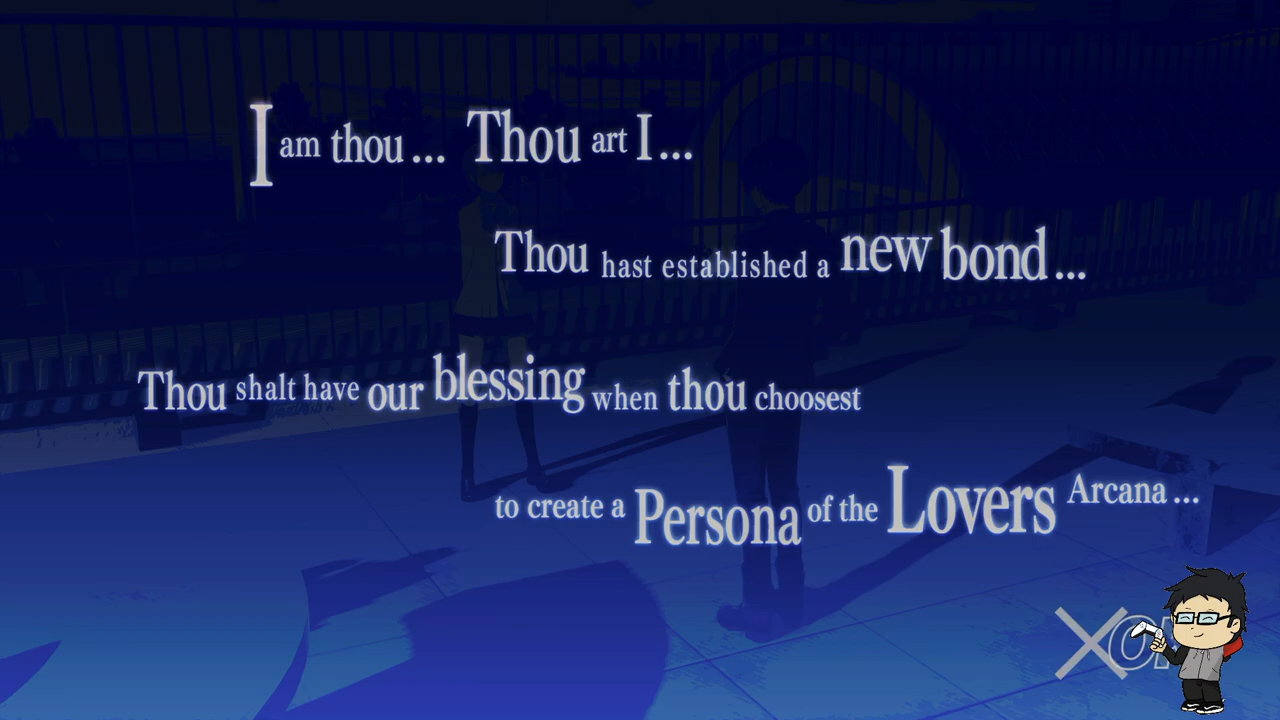 I am thou... Thou art I...
Thou hast established a new bond...
Thou shalt have our blessing when thou choosest
to create a Persona of the Lovers Arcana...